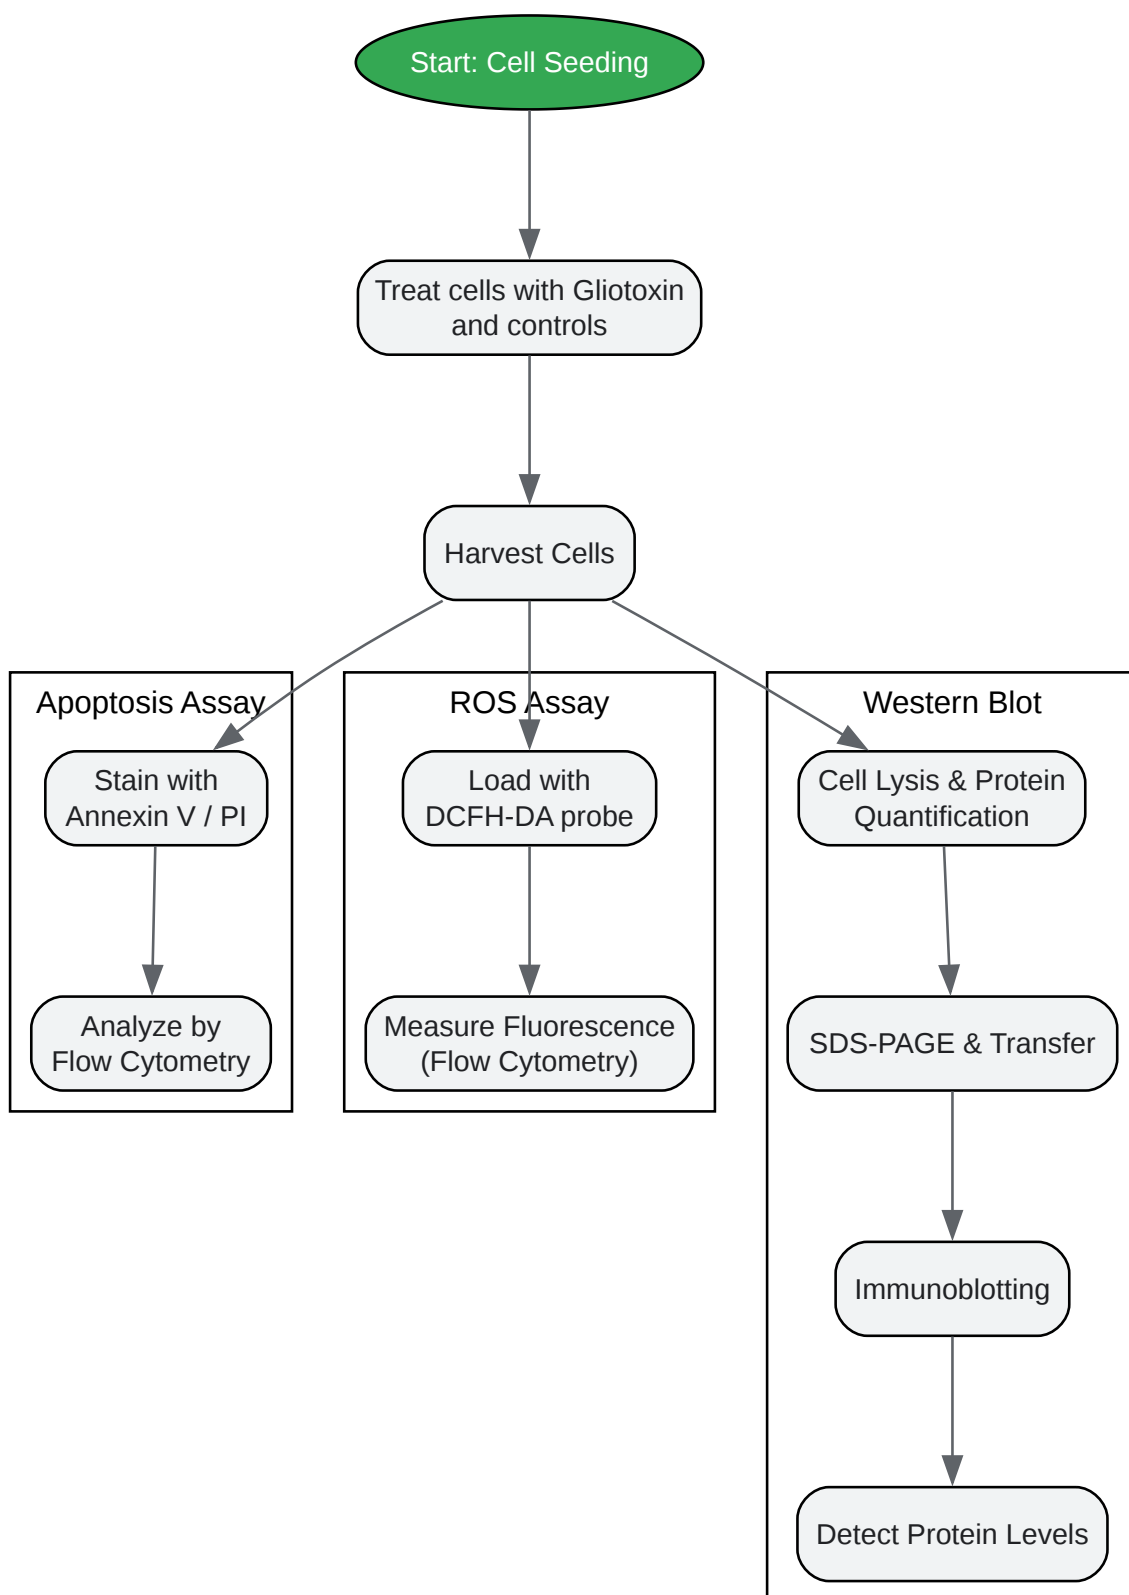 Start: Cell Seeding
Treat cells with Gliotoxin
and controls
Harvest Cells
Apoptosis Assay
Stain with
Annexin V / PI
Analyze by
Flow Cytometry
ROS Assay
Load with
DCFH-DA probe
Measure Fluorescence
(Flow Cytometry)
Western Blot
Cell Lysis & Protein
Quantification
SDS-PAGE & Transfer
Immunoblotting
Detect Protein Levels